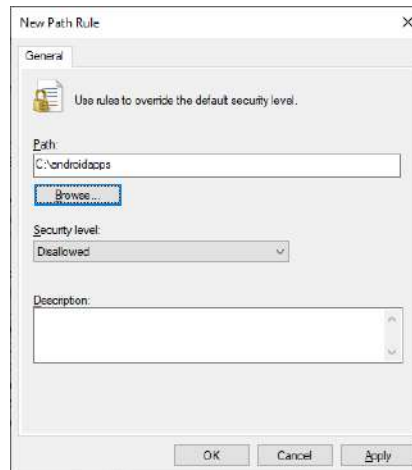 New Path Rule
General
Use rules to override the default security level.
Path:
C:\androidapps
Browse...
Security level:
Disallowed
Description:
OK Cancel Apply